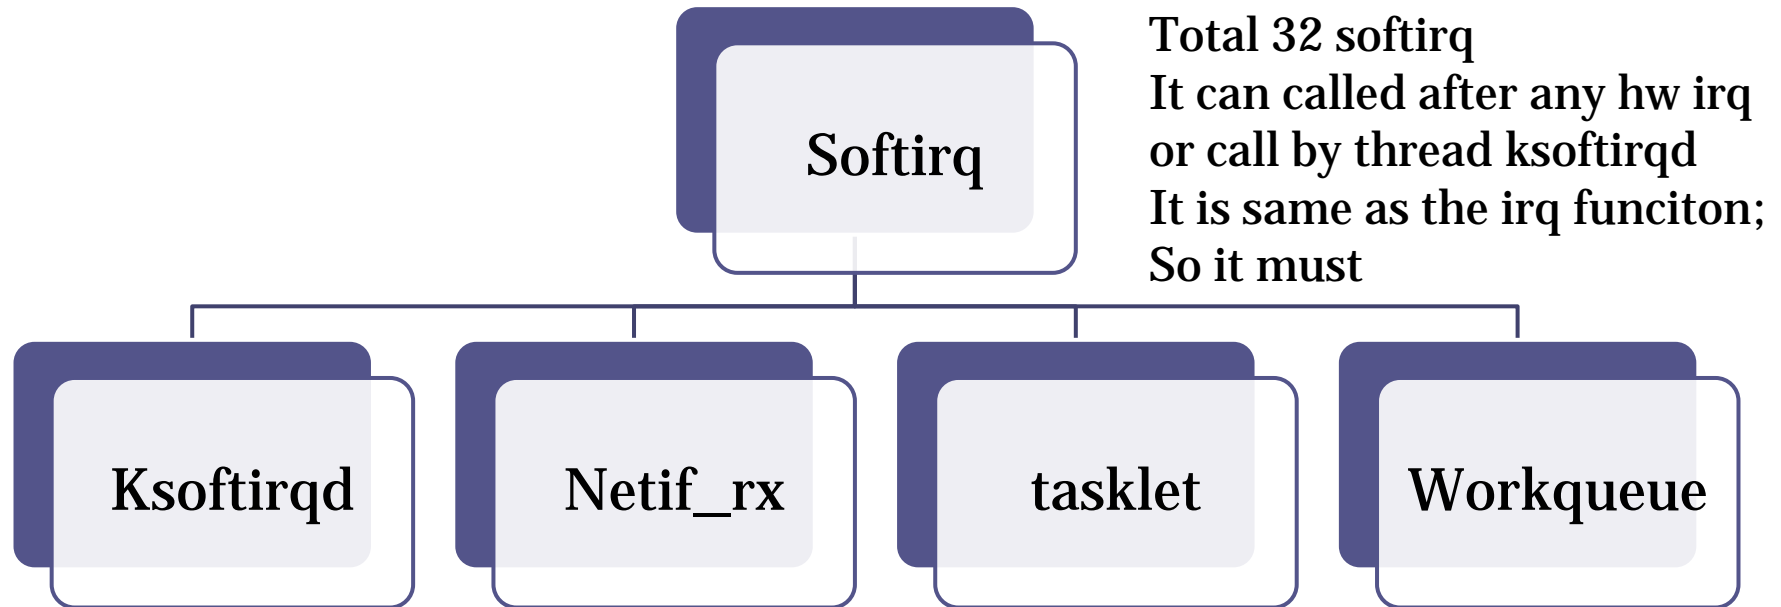 Softirq
Total 32 softirq
It can called after any hw irq
or call by thread ksoftirqd
It is same as the irq funciton;
So it must
Ksoftirqd
Netif_rx
tasklet
Workqueue